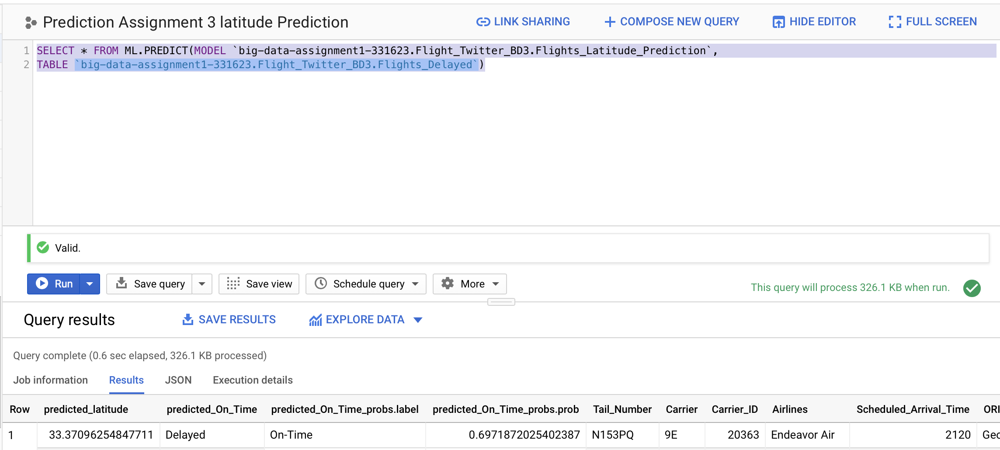 Prediction Assignment 3 latitude Prediction LINK SHARING COMPOSE NEW QUERY HIDE EDITOR FULL SCREEN
1 SELECT * FROM ML.PREDICT(MODEL `big-data-assignment1-331623.Flight_Twitter_BD3.Flights_Latitude_Prediction`,
2 TABLE `big-data-assignment1-331623.Flight_Twitter_BD3.Flights_Delayed`)
Valid.
Run Save query Save view Schedule query More This query will process 326.1 KB when run.
Query results SAVE RESULTS EXPLORE DATA
Query complete (0.6 sec elapsed, 326.1 KB processed)
Job information Results JSON Execution details
Row predicted_latitude predicted_On_Time predicted_On_Time_probs.label predicted_On_Time_probs.prob Tail_Number Carrier Carrier_ID Airlines Scheduled_Arrival_Time ORI
1 33.37096254847711 Delayed On-Time 0.6971872025402387 N153PQ 9E 20363 Endeavor Air 2120 Geo